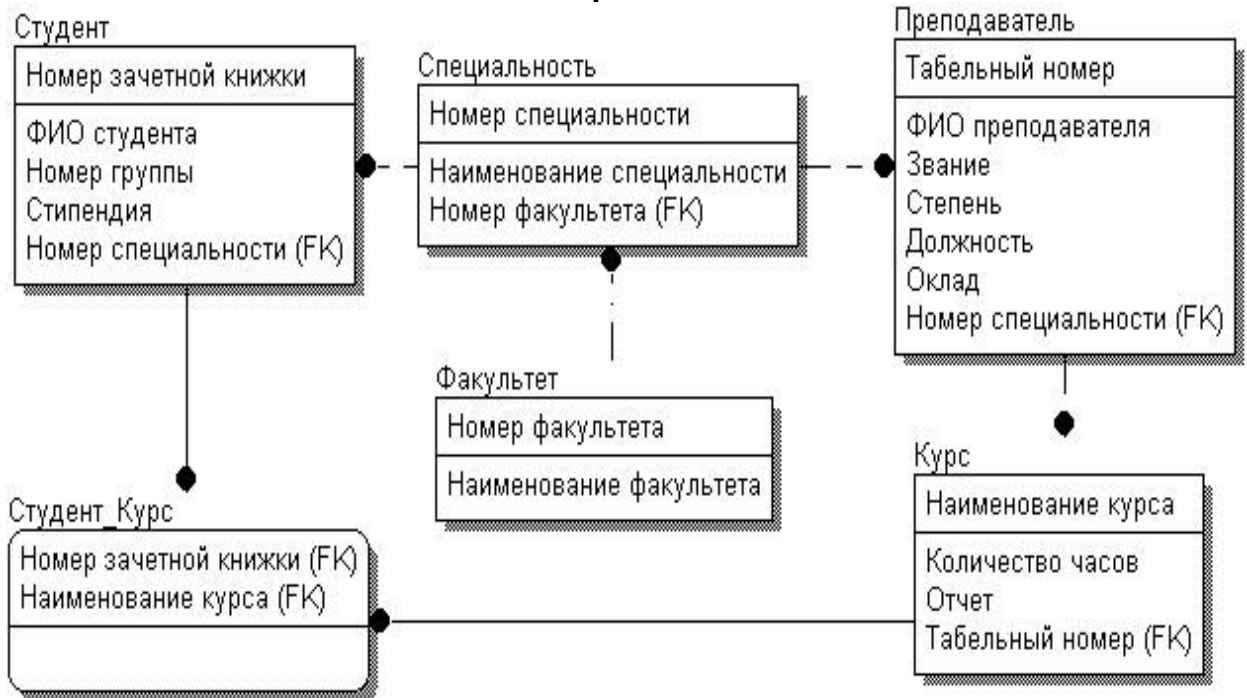 Студент
Номер зачетной книжки
ФИО студента
Номер группы
Стипендия
Номер специальности (FK)
Специальность
Номер специальности
Наименование специальности
Номер факультета (FK)
Преподаватель
Табельный номер
ФИО преподавателя
Звание
Степень
Должность
Оклад
Номер специальности (FK)
Факультет
Номер факультета
Наименование факультета
Студент_Курс
Номер зачетной книжки (FK)
Наименование курса (FK)
Курс
Наименование курса
Количество часов
Отчет
Табельный номер (FK)